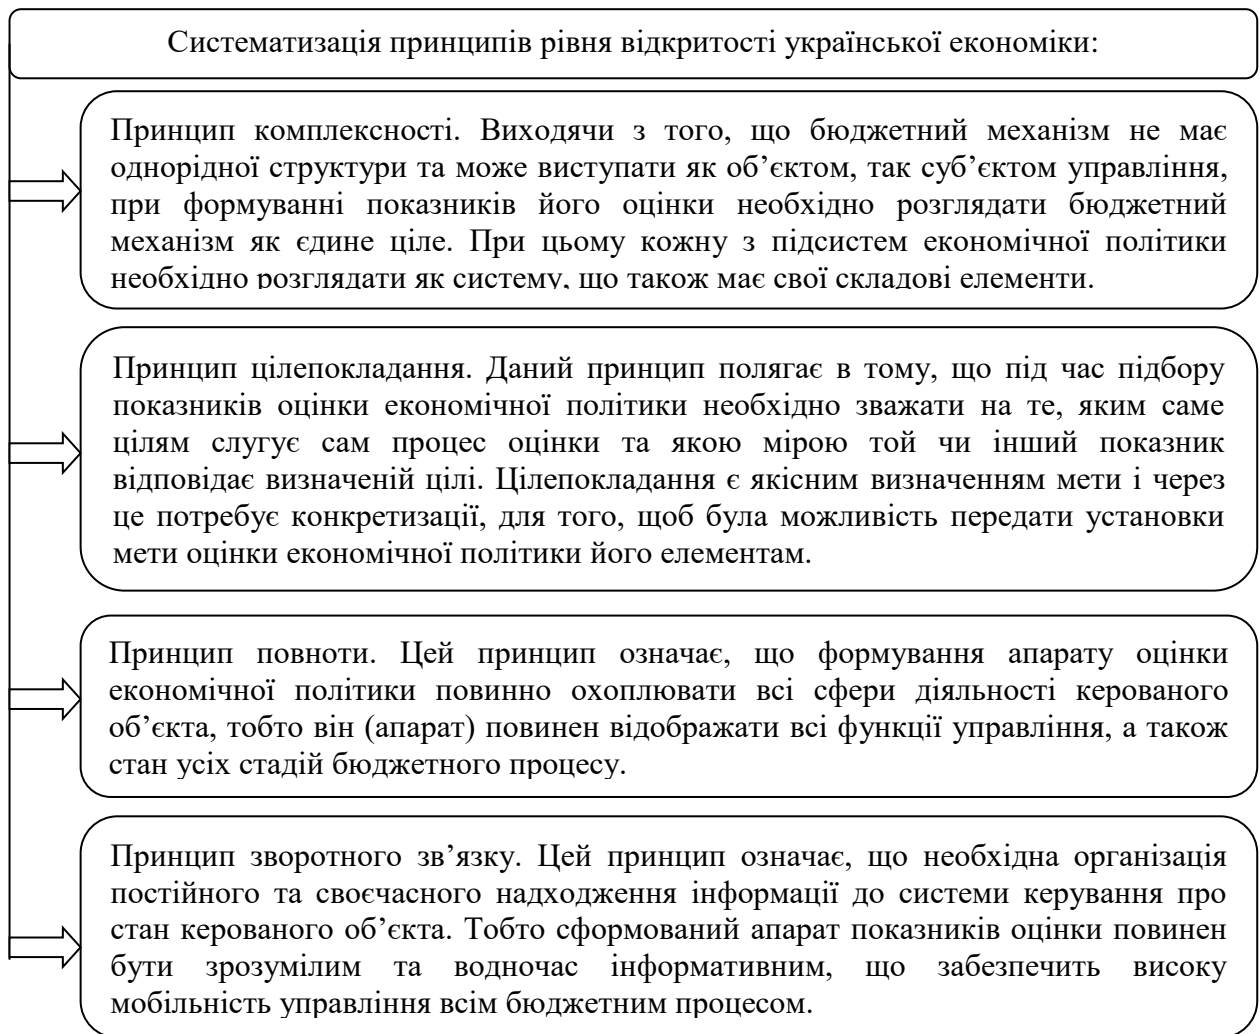 Систематизація принципів рівня відкритості української економіки:
Принцип комплексності. Виходячи з того, що бюджетний механізм не має
однорідної структури та може виступати як об’єктом, так суб’єктом управління,
при формуванні показників його оцінки необхідно розглядати бюджетний
механізм як єдине ціле. При цьому кожну з підсистем економічної політики
необхідно розглядати як систему, що також має свої складові елементи.
Принцип цілепокладання. Даний принцип полягає в тому, що під час підбору
показників оцінки економічної політики необхідно зважати на те, яким саме
цілям слугує сам процес оцінки та якою мірою той чи інший показник
відповідає визначеній цілі. Цілепокладання є якісним визначенням мети і через
це потребує конкретизації, для того, щоб була можливість передати установки
мети оцінки економічної політики його елементам.
Принцип повноти. Цей принцип означає, що формування апарату оцінки
економічної політики повинно охоплювати всі сфери діяльності керованого
об’єкта, тобто він (апарат) повинен відображати всі функції управління, а також
стан усіх стадій бюджетного процесу.
Принцип зворотного зв’язку. Цей принцип означає, що необхідна організація
постійного та своєчасного надходження інформації до системи керування про
стан керованого об’єкта. Тобто сформований апарат показників оцінки повинен
бути зрозумілим та водночас інформативним, що забезпечить високу
мобільність управління всім бюджетним процесом.